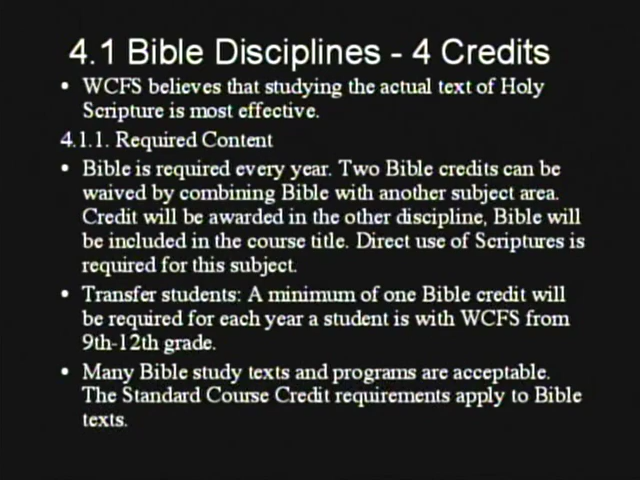 4.1 Bible Disciplines - 4 Credits
• WCFS believes that studying the actual text of Holy
Scripture is most effective.
4.1.1. Required Content
• Bible is required every year. Two Bible credits can be
waived by combining Bible with another subject area.
Credit will be awarded in the other discipline, Bible will
be included in the course title. Direct use of Scriptures is
required for this subject.
• Transfer students: A minimum of one Bible credit will
be required for each year a student is with WCFS from
9th-12th grade.
• Many Bible study texts and programs are acceptable.
The Standard Course Credit requirements apply to Bible
texts.